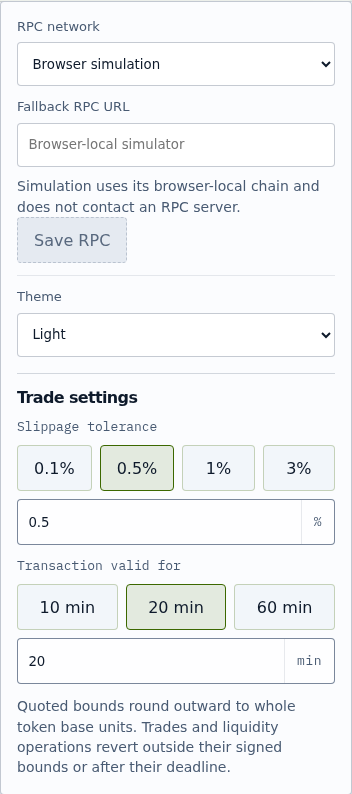 RPC network
Browser simulation
Fallback RPC URL
Browser-local simulator
Simulation uses its browser-local chain and
does not contact an RPC server.
Save RPC
Theme
Light
Trade settings
Slippage tolerance
0.1%
0.5%
1%
3%
0.5
%
Transaction valid for
10 min
20 min
60 min
20
min
Quoted bounds round outward to whole
token base units. Trades and liquidity
operations revert outside their signed
bounds or after their deadline.